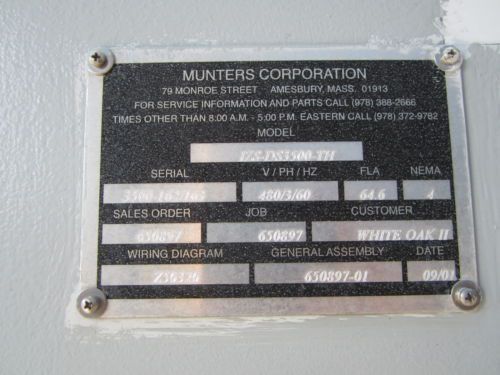 MUNTERS CORPORATION
79 MONROE STREET AMESBURY, MASS. 01913
FOR SERVICE INFORMATION AND PARTS CALL (978) 388-2666
TIMES OTHER THAN 8:00 A.M. - 5:00 P.M. EASTERN CALL (978) 372-9782
MODEL
SERIAL V / PH / HZ FLA NEMA
480/3/60 64.6 4
SALES ORDER JOB CUSTOMER
650897 650897 WHITE OAK II
WIRING DIAGRAM GENERAL ASSEMBLY DATE
650897-01 09/01